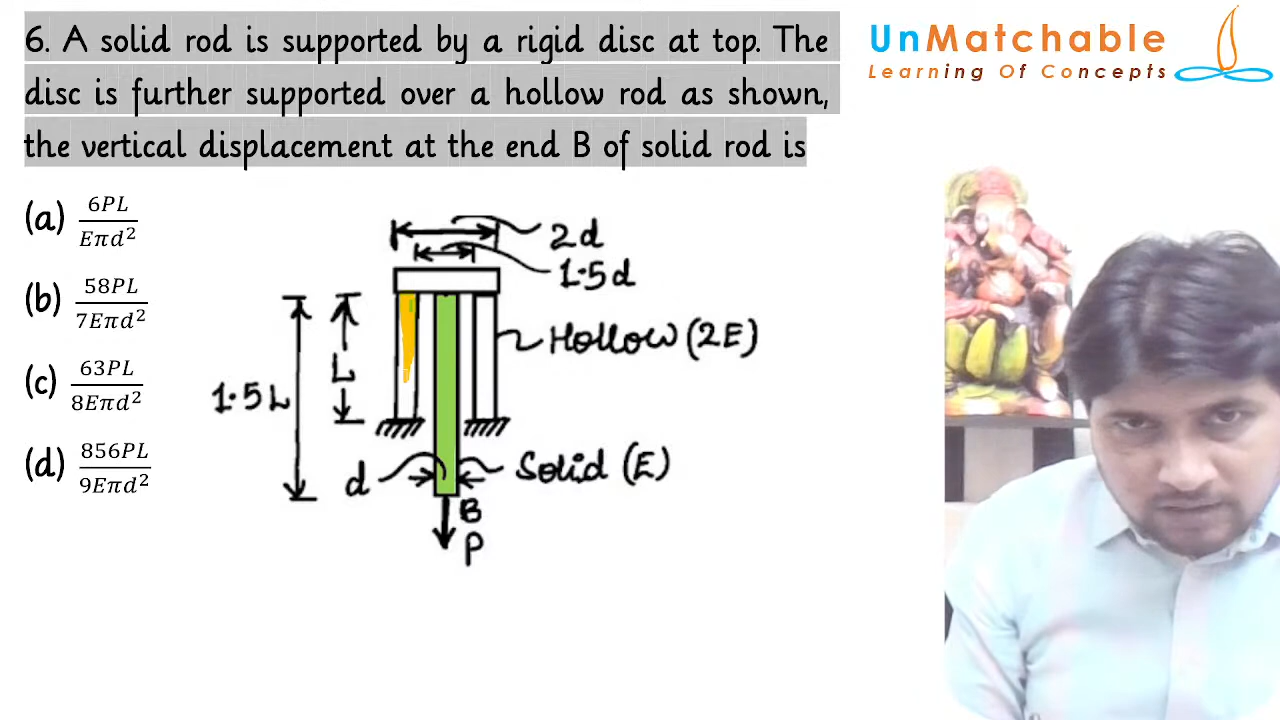 6. A solid rod is supported by a rigid disc at top. The
disc is further supported over a hollow rod as shown,
the vertical displacement at the end B of solid rod is
UnMatchable
Learning Of Concepts
(a) 6PL / Eπd²
(b) 58PL / 7Eπd²
(c) 63PL / 8Eπd²
(d) 856PL / 9Eπd²
2d
1.5d
Hollow (2E)
L
1.5L
Solid (E)
d
B
P